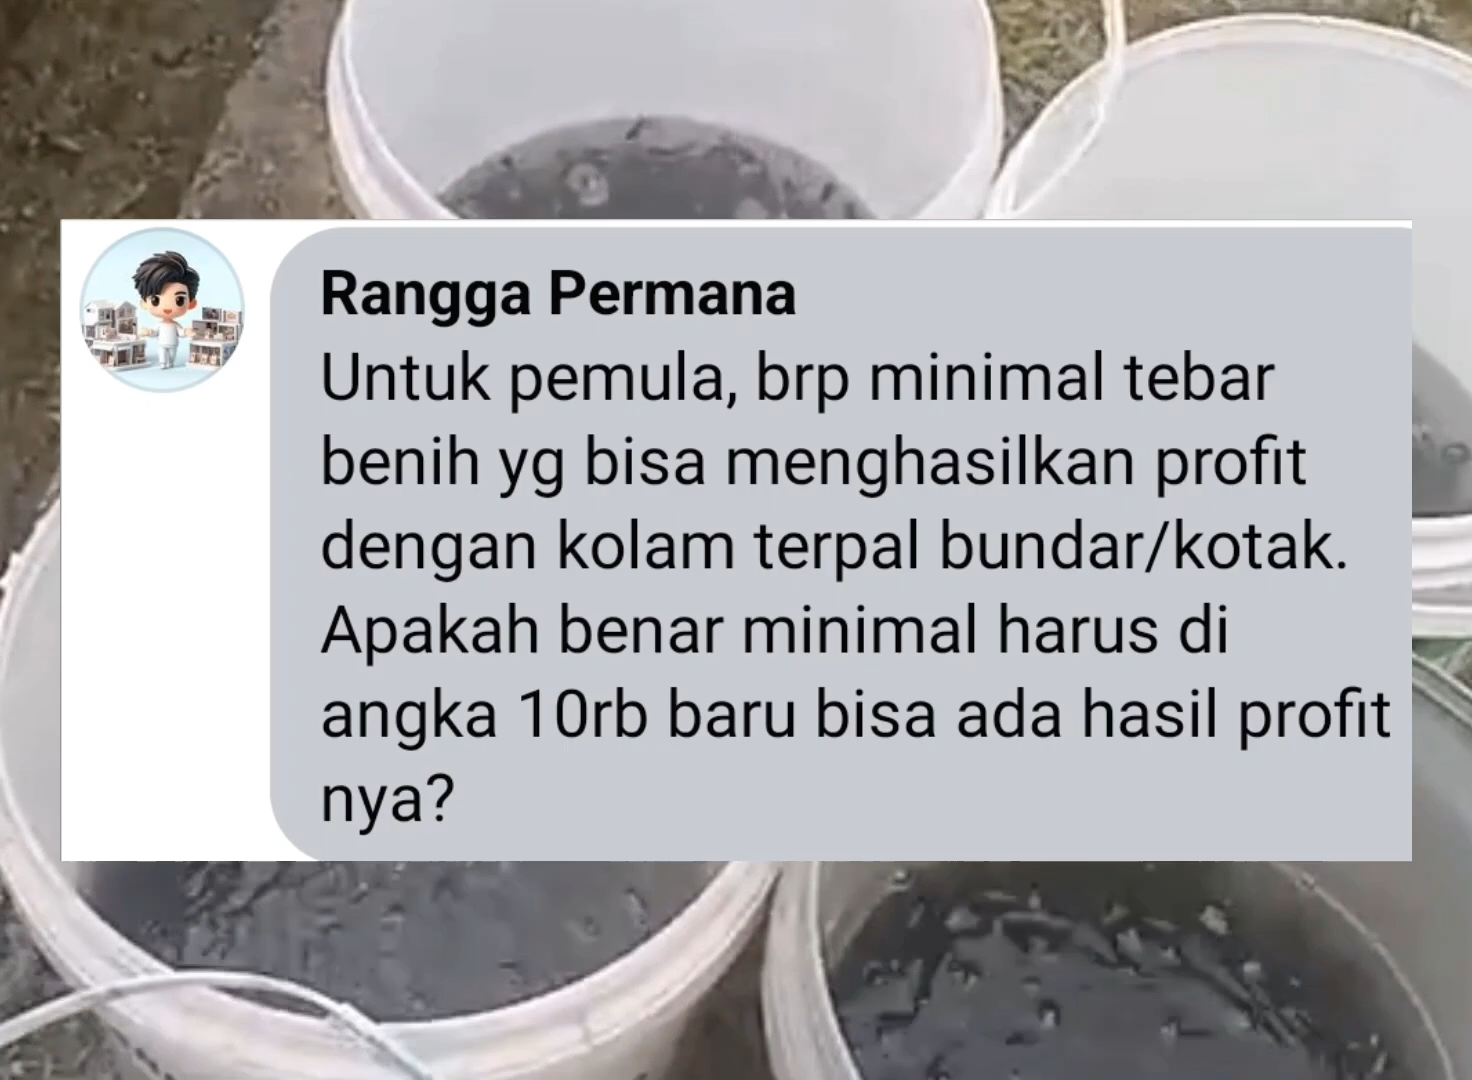 Rangga Permana
Untuk pemula, brp minimal tebar
benih yg bisa menghasilkan profit
dengan kolam terpal bundar/kotak.
Apakah benar minimal harus di
angka 10rb baru bisa ada hasil profit
nya?